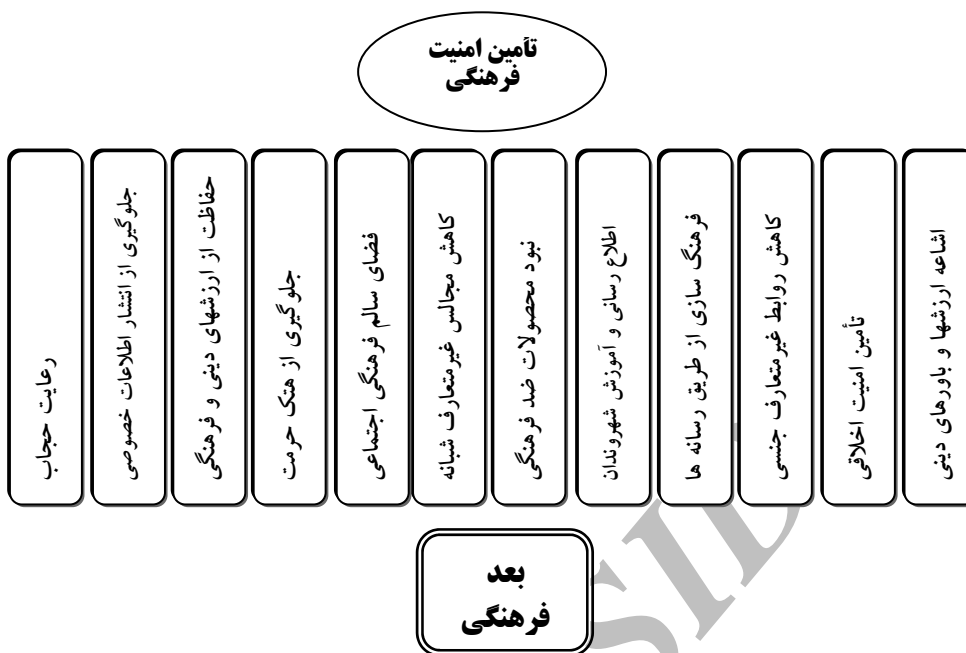 تأمین امنیت
فرهنگی
اشاعه ارزشها و باورهای دینی
تأمین امنیت اخلاقی
کاهش روابط غیرمتعارف جنسی
فرهنگ سازی از طریق رسانه ها
اطلاع رسانی و آموزش شهروندان
نبود محصولات ضد فرهنگی
کاهش مجالس غیرمتعارف شبانه
فضای سالم فرهنگی اجتماعی
جلوگیری از هتک حرمت
حفاظت از ارزشهای دینی و فرهنگی
جلوگیری از انتشار اطلاعات خصوصی
رعایت حجاب
بعد
فرهنگی